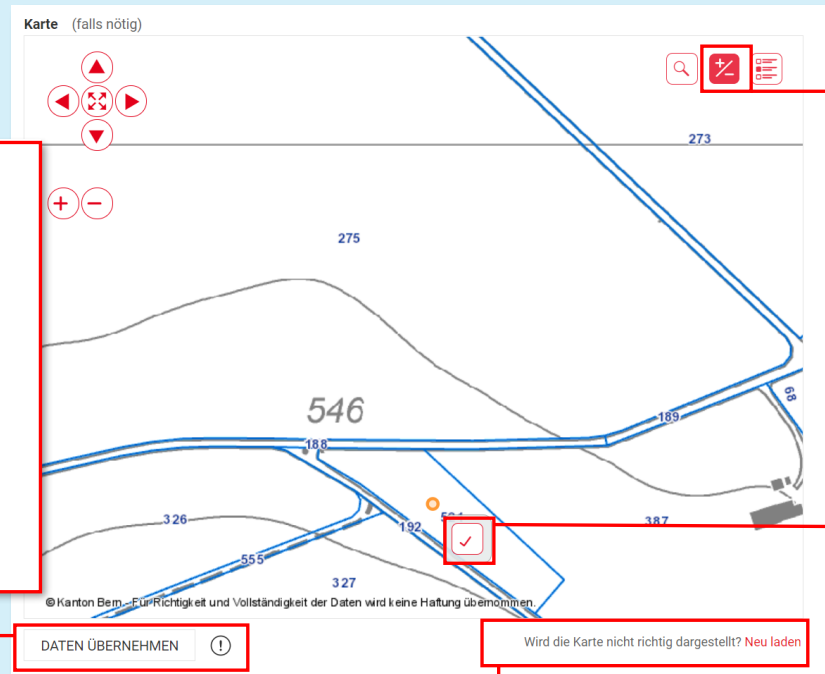 Karte (falls nötig)
273
275
546
68
189
188
326
387
192
555
327
©Kanton Bern - Für Richtigkeit und Vollständigkeit der Daten wird keine Haftung übernommen.
DATEN ÜBERNEHMEN
Wird die Karte nicht richtig dargestellt? Neu laden